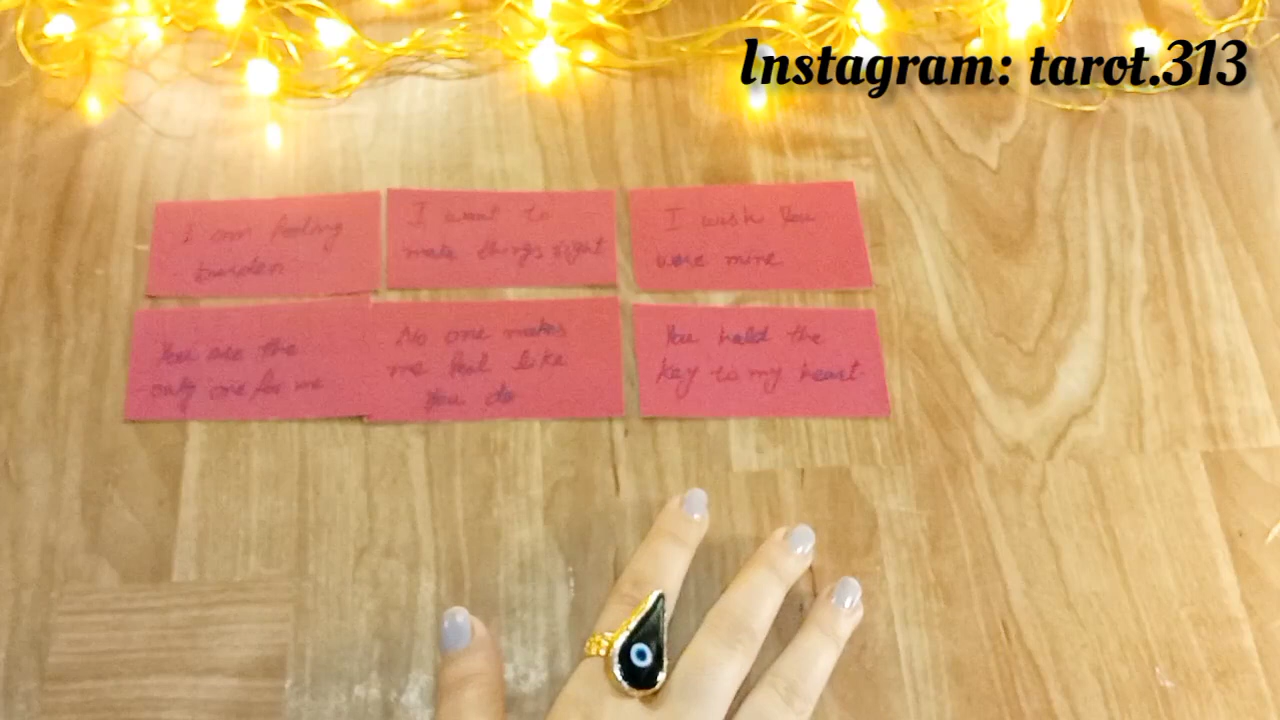 Instagram: tarot.313
I am feeling
burden
I want to
make things right
I wish You
were mine
You are the
only one for me
No one makes
me feel like
You do
You hold the
key to my heart.